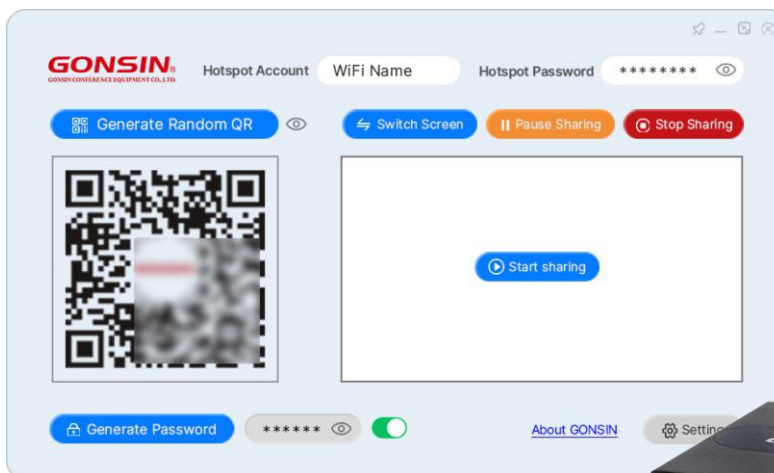 GONSIN®
GONSIN CONFERENCE EQUIPMENT CO., LTD.
Hotspot Account
WiFi Name
Hotspot Password
********
Generate Random QR
Switch Screen
Pause Sharing
Stop Sharing
Start sharing
Generate Password
******
About GONSIN
Setting